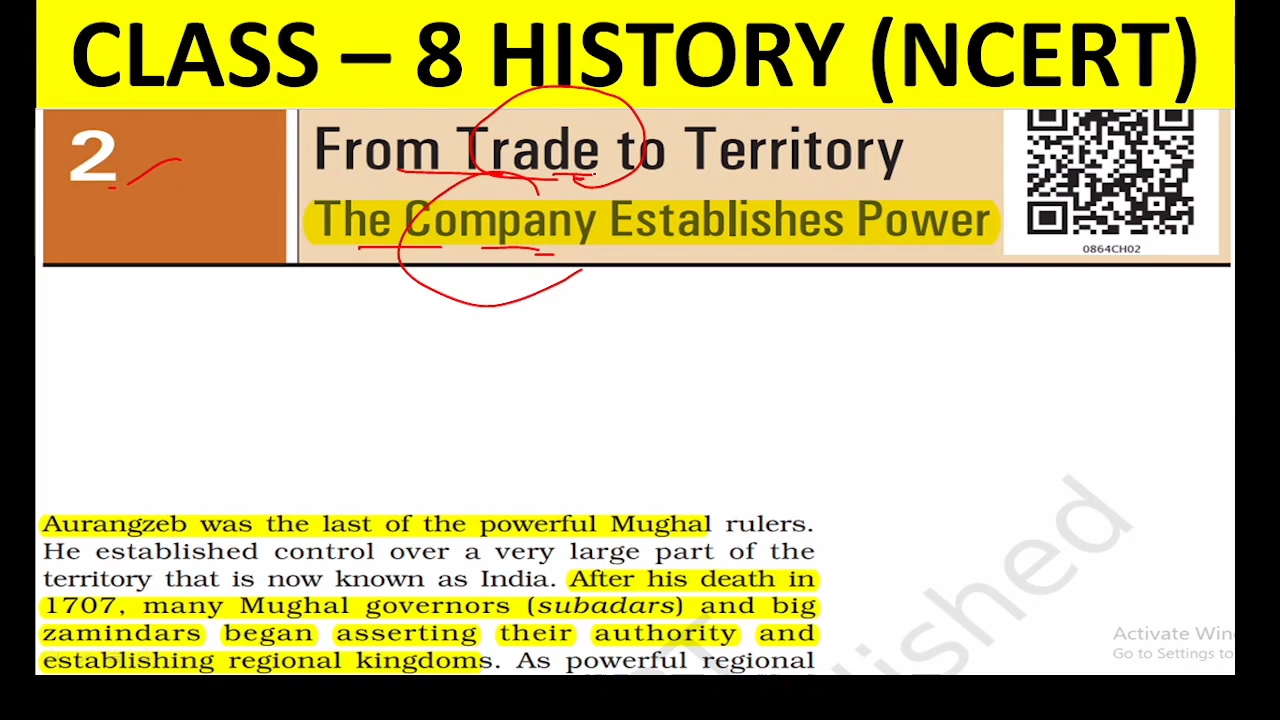 CLASS – 8 HISTORY (NCERT)
2
From Trade to Territory
The Company Establishes Power
0864CH02
Aurangzeb was the last of the powerful Mughal rulers.
He established control over a very large part of the
territory that is now known as India. After his death in
1707, many Mughal governors (subadars) and big
zamindars began asserting their authority and
establishing regional kingdoms. As powerful regional
Activate Win
Go to Settings to